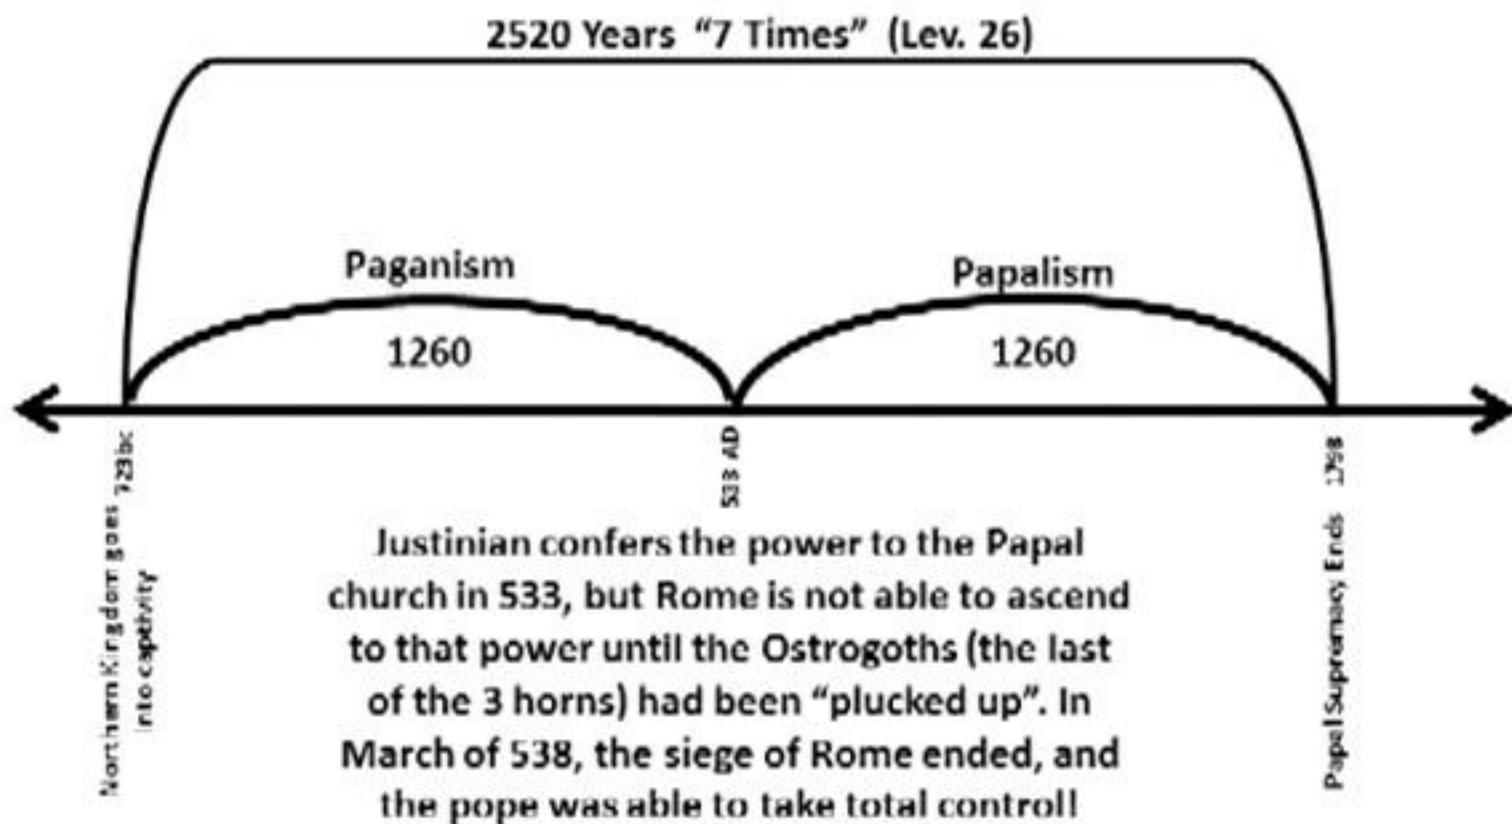 2520 Years "7 Times" (Lev. 26)
Paganism
Papalism
1260
1260
723bc
538 AD
1798
Northern Kingdom goes
into captivity
Papal Supremacy Ends
Justinian confers the power to the Papal
church in 533, but Rome is not able to ascend
to that power until the Ostrogoths (the last
of the 3 horns) had been "plucked up". In
March of 538, the siege of Rome ended, and
the pope was able to take total control!